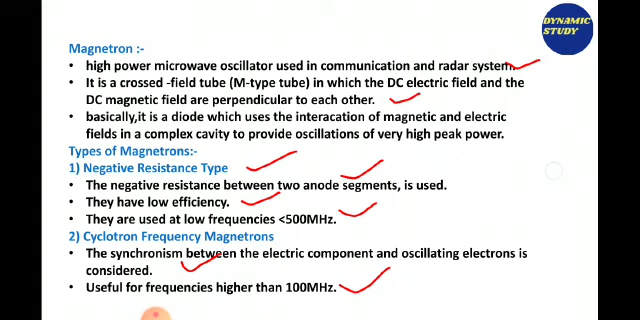 DYNAMIC
STUDY
Magnetron :-
• high power microwave oscillator used in communication and radar system.
• It is a crossed -field tube (M-type tube) in which the DC electric field and the
DC magnetic field are perpendicular to each other.
• basically,it is a diode which uses the interacation of magnetic and electric
fields in a complex cavity to provide oscillations of very high peak power.
Types of Magnetrons:-
1) Negative Resistance Type
• The negative resistance between two anode segments, is used.
• They have low efficiency.
• They are used at low frequencies <500MHz.
2) Cyclotron Frequency Magnetrons
• The synchronism between the electric component and oscillating electrons is
considered.
• Useful for frequencies higher than 100MHz.